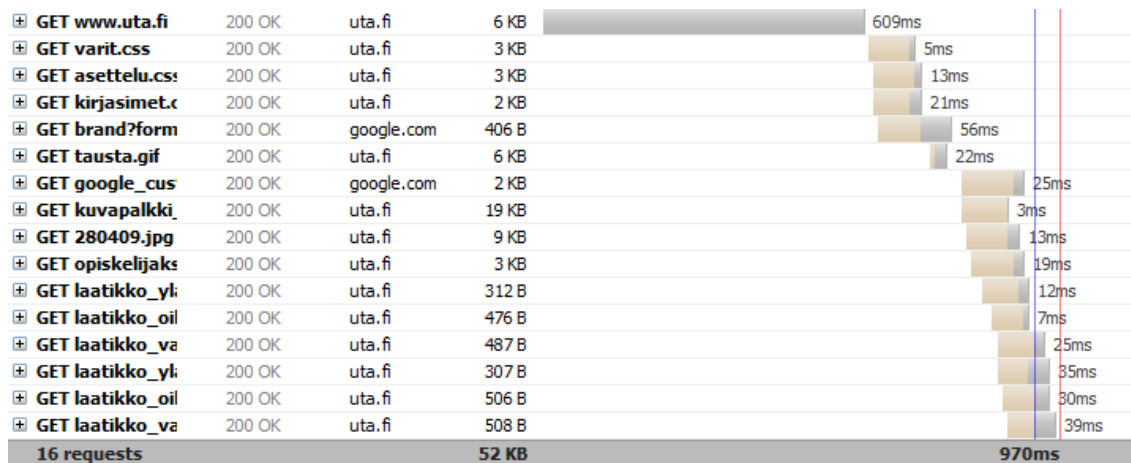 GET www.uta.fi 200 OK uta.fi 6 KB 609ms
GET varit.css 200 OK uta.fi 3 KB 5ms
GET asettelu.css 200 OK uta.fi 3 KB 13ms
GET kirjasimet.c 200 OK uta.fi 2 KB 21ms
GET brand?form 200 OK google.com 406 B 56ms
GET tausta.gif 200 OK uta.fi 6 KB 22ms
GET google_cus 200 OK google.com 2 KB 25ms
GET kuvapalkki_ 200 OK uta.fi 19 KB 3ms
GET 280409.jpg 200 OK uta.fi 9 KB 13ms
GET opiskelijaks 200 OK uta.fi 3 KB 19ms
GET laatikko_ylä 200 OK uta.fi 312 B 12ms
GET laatikko_oil 200 OK uta.fi 476 B 7ms
GET laatikko_va 200 OK uta.fi 487 B 25ms
GET laatikko_ylä 200 OK uta.fi 307 B 35ms
GET laatikko_oil 200 OK uta.fi 506 B 30ms
GET laatikko_va 200 OK uta.fi 508 B 39ms
16 requests 52 KB 970ms